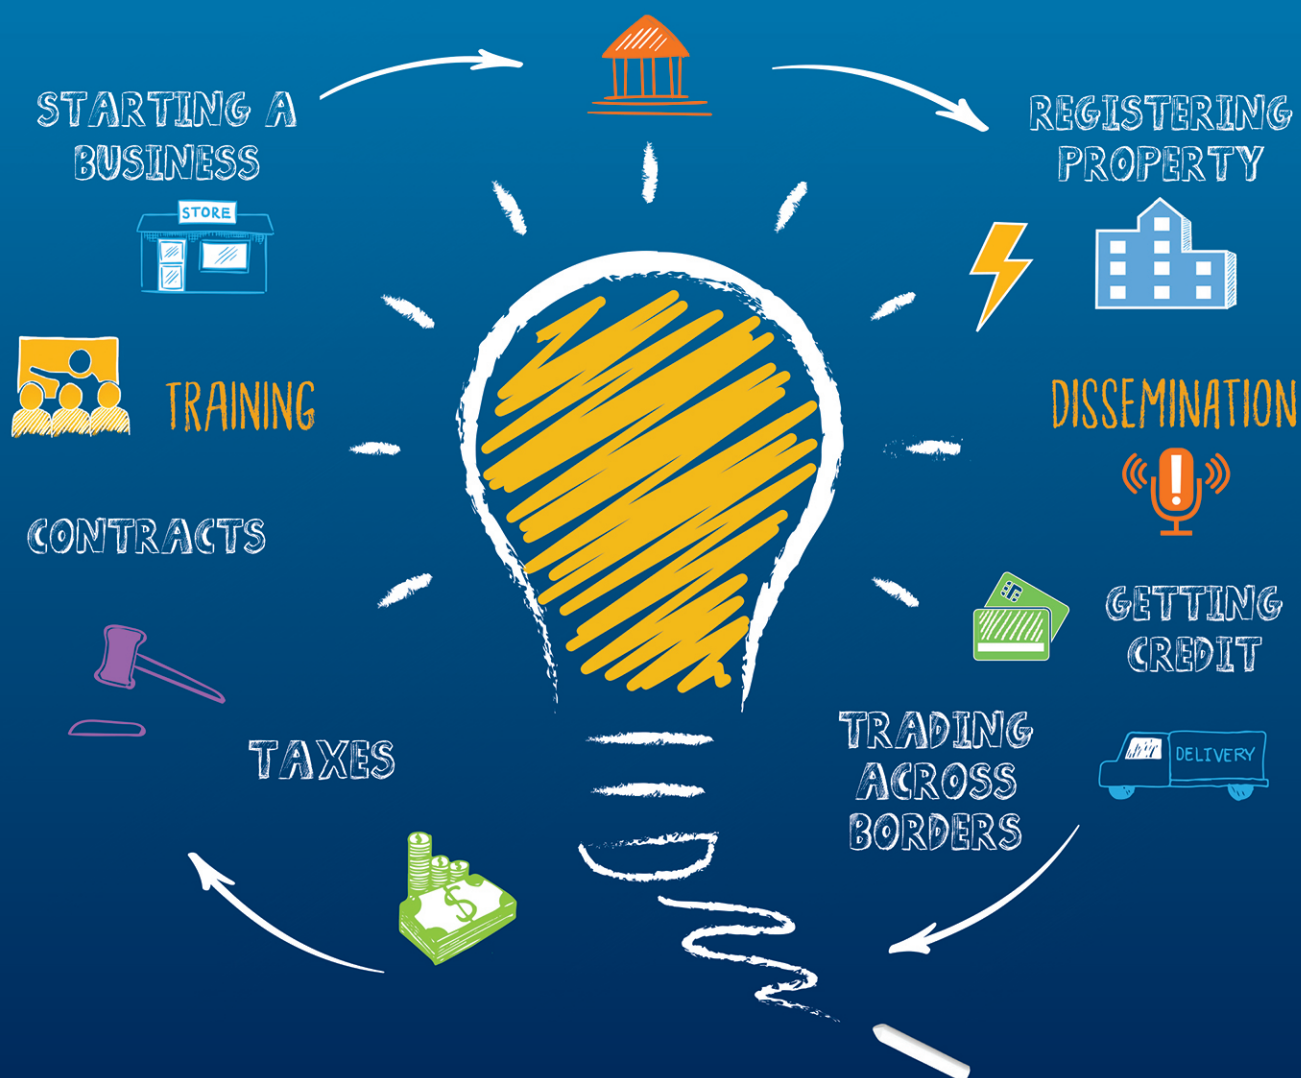 STARTING A
BUSINESS
STORE
REGISTERING
PROPERTY
TRAINING
DISSEMINATION
CONTRACTS
GETTING
CREDIT
TAXES
TRADING
ACROSS
BORDERS
DELIVERY
$